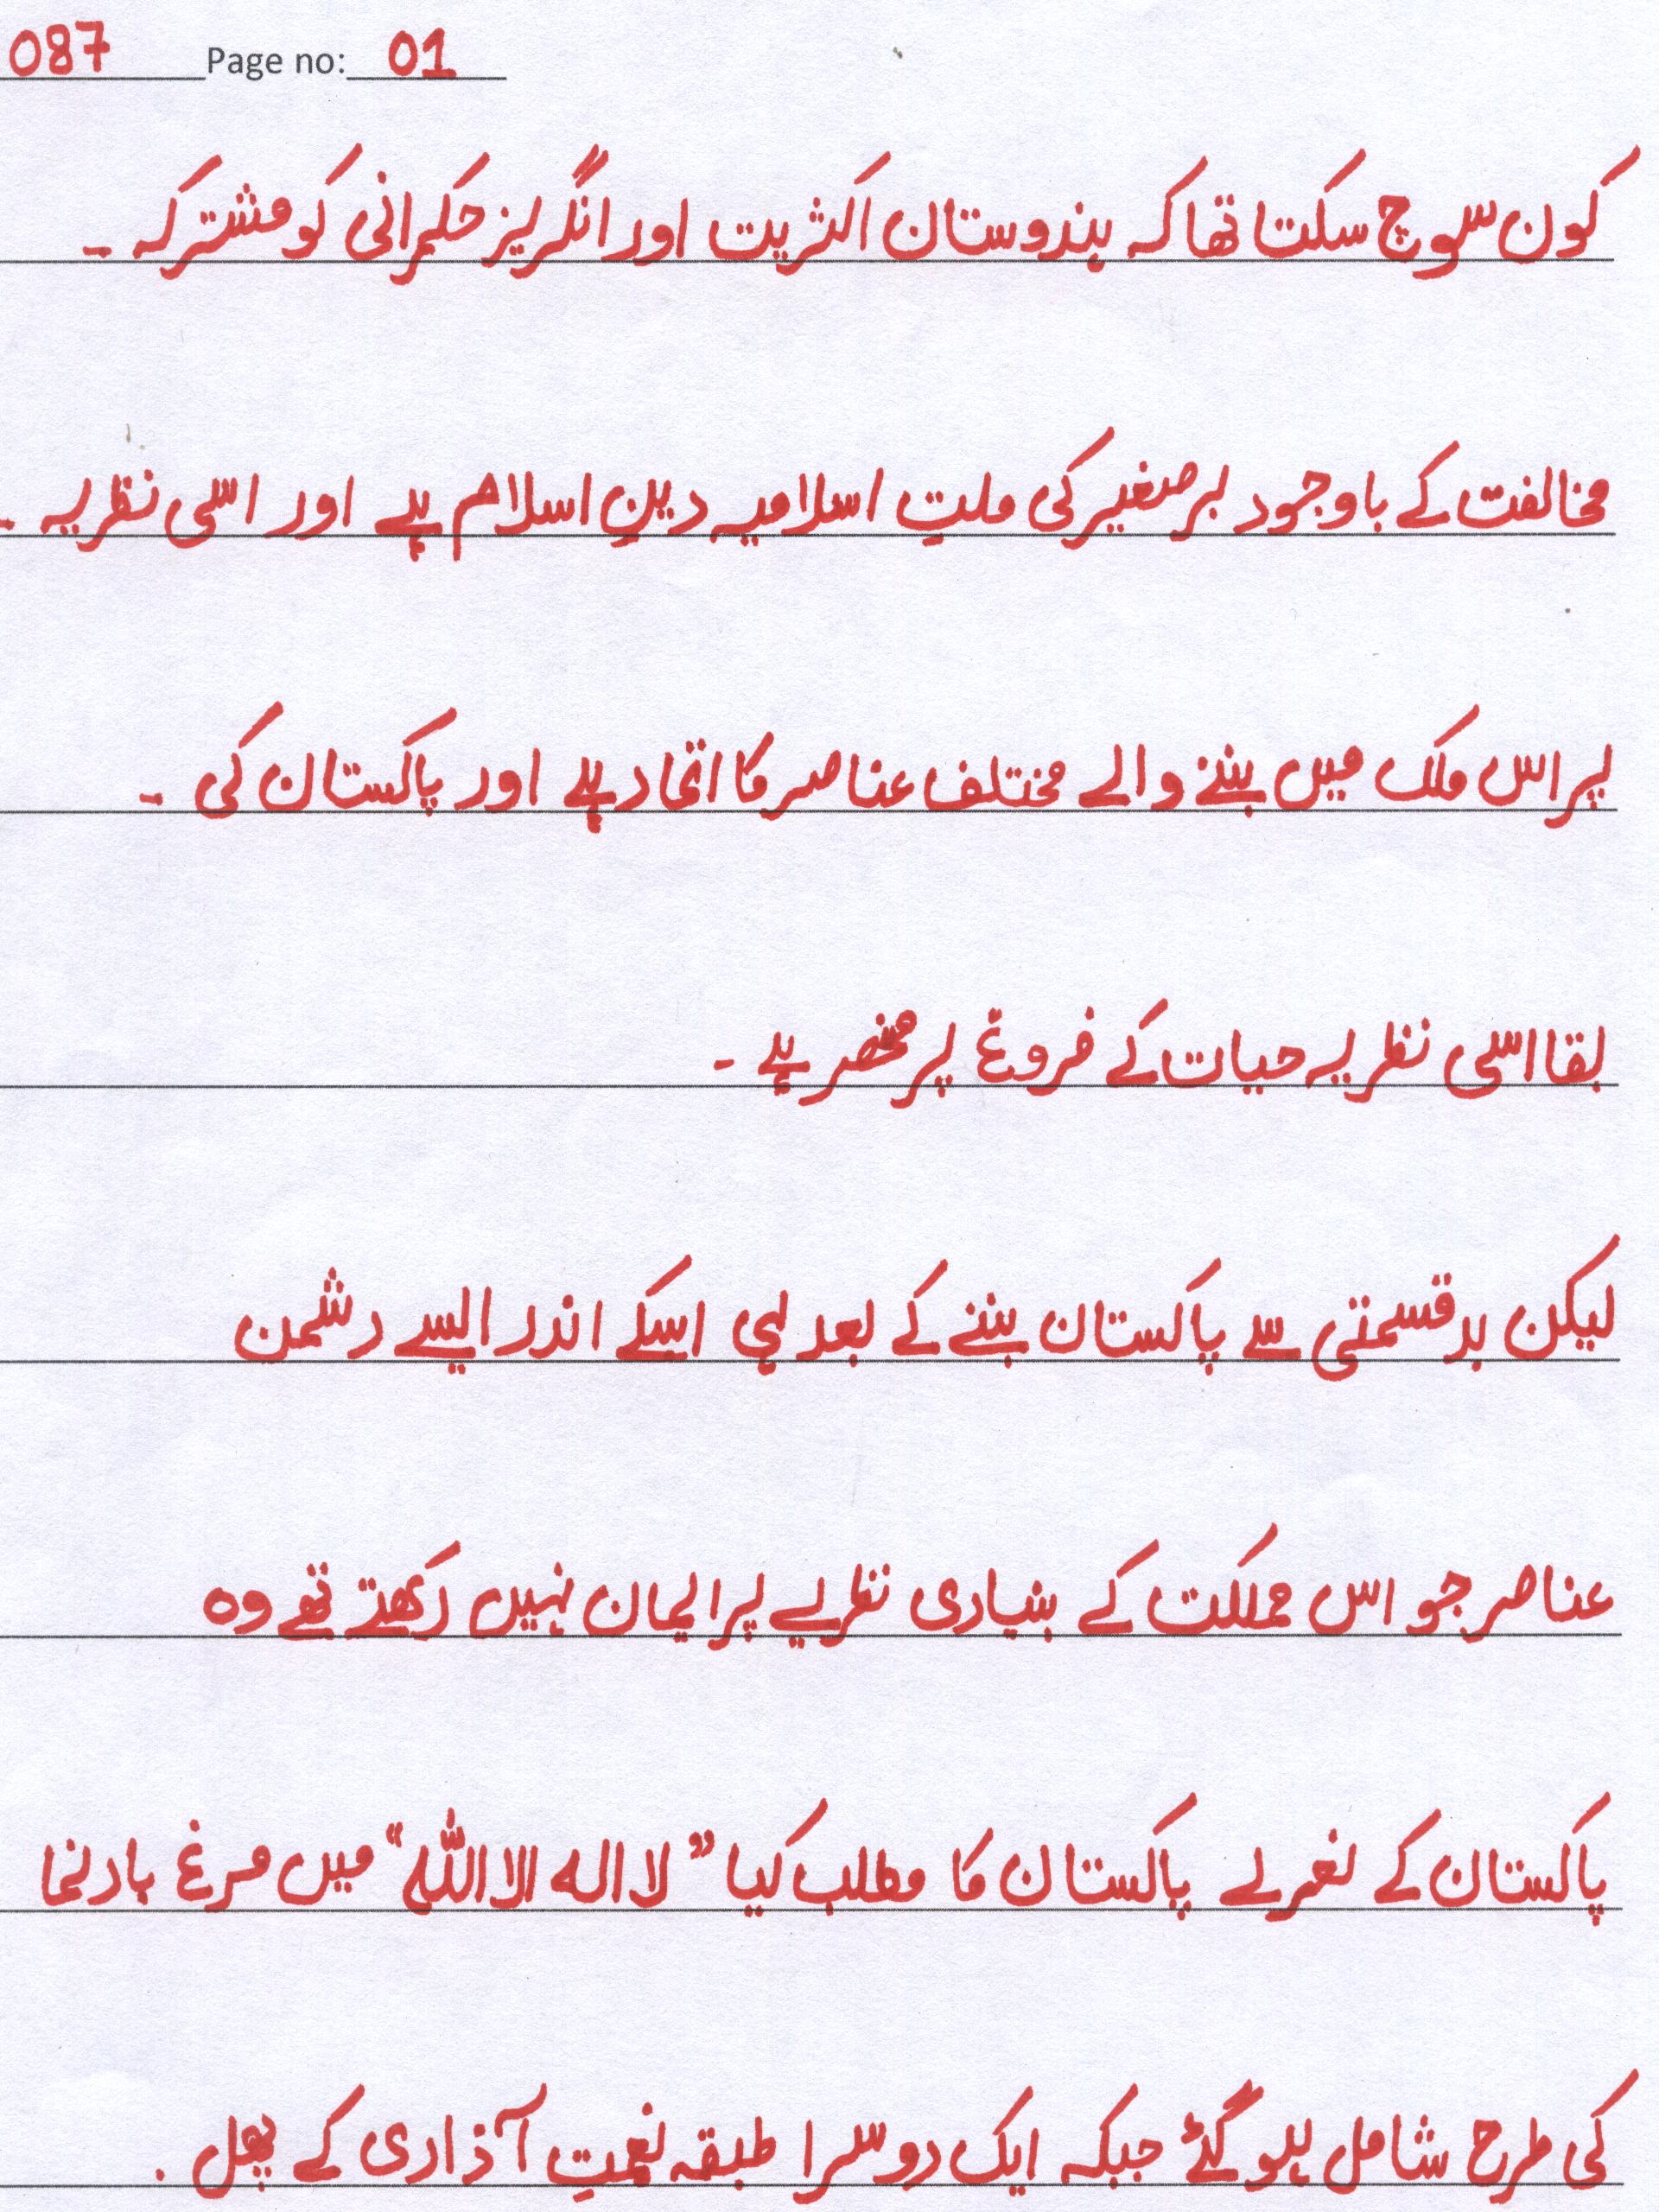 087 Page no: 01
کون سوچ سکتا تھا کہ ہندوستان اکثریت اور انگریز حکمرانی کو مشترکہ ۔
مخالفت کے باوجود برصغیر کی ملتِ اسلامیہ دینِ اسلام ہے اور اسی نظریہ ۔
پر اس ملک میں بننے والے مختلف عناصر کا اتحاد ہے اور پاکستان کی ۔
بقا اسی نظریہ حیات کے فروغ پر منحصر ہے ۔
لیکن بدقسمتی سے پاکستان بننے کے بعد ہی اسکے اندر ایسے دشمن
عناصر جو اس مملکت کے بنیادی نظریے پر ایمان نہیں رکھتے تھے وہ
پاکستان کے نعرے پاکستان کا مطلب کیا "لا الہ الا اللہ" میں مرغ بادنما
کی طرح شامل ہو گئے جبکہ ایک دوسرا طبقہ نعمتِ آذادی کے پھل .